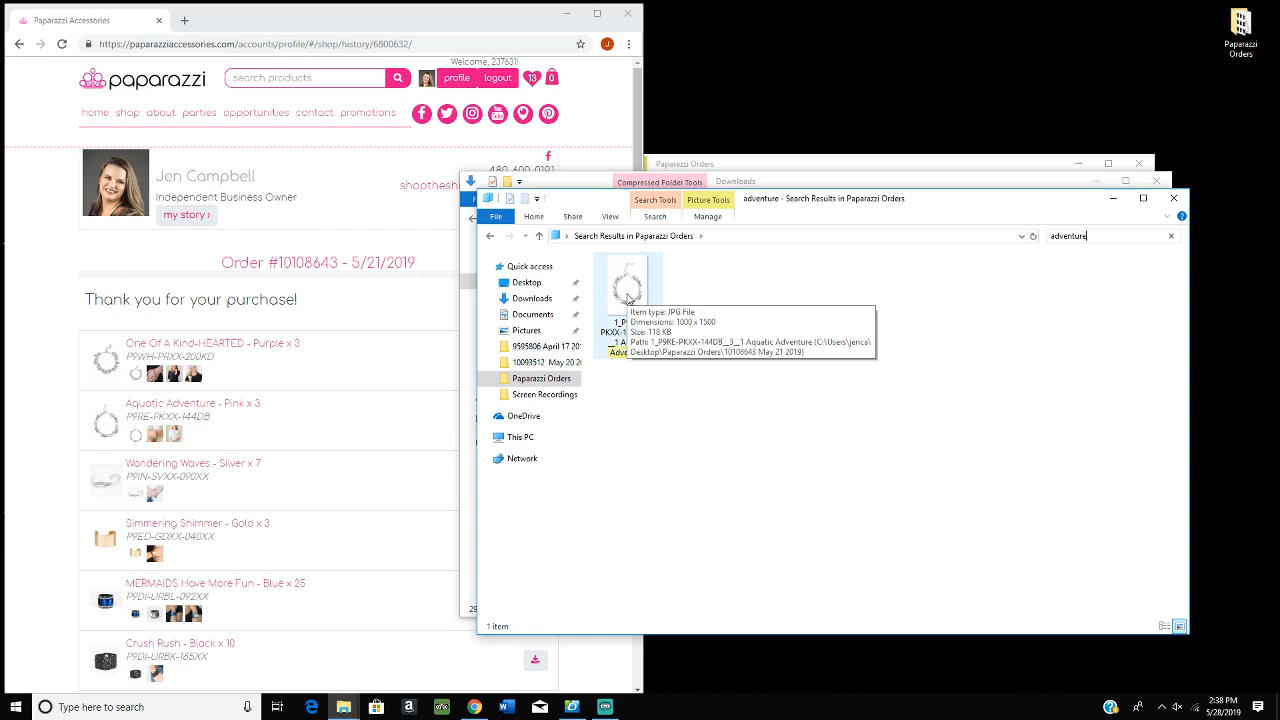 Paparazzi Accessories
https://paparazziaccessories.com/accounts/profile/#/shop/history/6800632/
J
Paparazzi Orders
Welcome, 237631!
paparazzi
search products
profile
logout
13
0
home shop about parties opportunities contact promotions
Jen Campbell
Independent Business Owner
my story ›
480-600-0191
Order #10108643 - 5/21/2019
Thank you for your purchase!
One Of A Kind-HEARTED - Purple x 3
P9WH-PRXX-200KD
Aquatic Adventure - Pink x 3
P9RE-PKXX-144DB
Wandering Waves - Silver x 7
P9IN-SVXX-090XX
Simmering Shimmer - Gold x 3
P9ED-GDXX-040XX
MERMAIDS Have More Fun - Blue x 25
P9DI-URBL-092XX
Crush Rush - Black x 10
P9DI-URBK-185XX
Paparazzi Orders
Compressed Folder Tools
Downloads
Search Tools
Picture Tools
adventure - Search Results in Paparazzi Orders
File
Home
Share
View
Search
Manage
Search Results in Paparazzi Orders
adventure
Quick access
Desktop
Downloads
Documents
Pictures
9595806 April 17 201
10093512 May 20 20
Paparazzi Orders
Screen Recordings
OneDrive
This PC
Network
Item type: JPG File
Dimensions: 1000 x 1500
Size: 118 KB
Path: 1_P9RE-PKXX-144DB__3__1 Aquatic Adventure (C:\Users\jenca\
Desktop\Paparazzi Orders\10108643 May 21 2019)
1 item
Type here to search
2:38 PM
5/28/2019